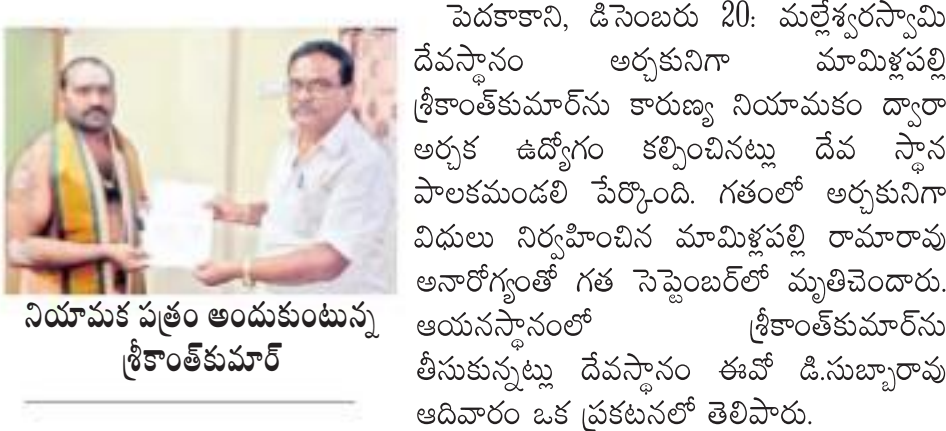 పెదకాకాని, డిసెంబరు 20: మల్లేశ్వరస్వామి
దేవస్థానం అర్చకునిగా మామిళ్లపల్లి
శ్రీకాంత్‌కుమార్‌ను కారుణ్య నియామకం ద్వారా
అర్చక ఉద్యోగం కల్పించినట్లు దేవ స్థాన
పాలకమండలి పేర్కొంది. గతంలో అర్చకునిగా
విధులు నిర్వహించిన మామిళ్లపల్లి రామారావు
అనారోగ్యంతో గత సెప్టెంబర్‌లో మృతిచెందారు.
ఆయనస్థానంలో శ్రీకాంత్‌కుమార్‌ను
తీసుకున్నట్లు దేవస్థానం ఈవో డి.సుబ్బారావు
ఆదివారం ఒక ప్రకటనలో తెలిపారు.
నియామక పత్రం అందుకుంటున్న
శ్రీకాంత్‌కుమార్